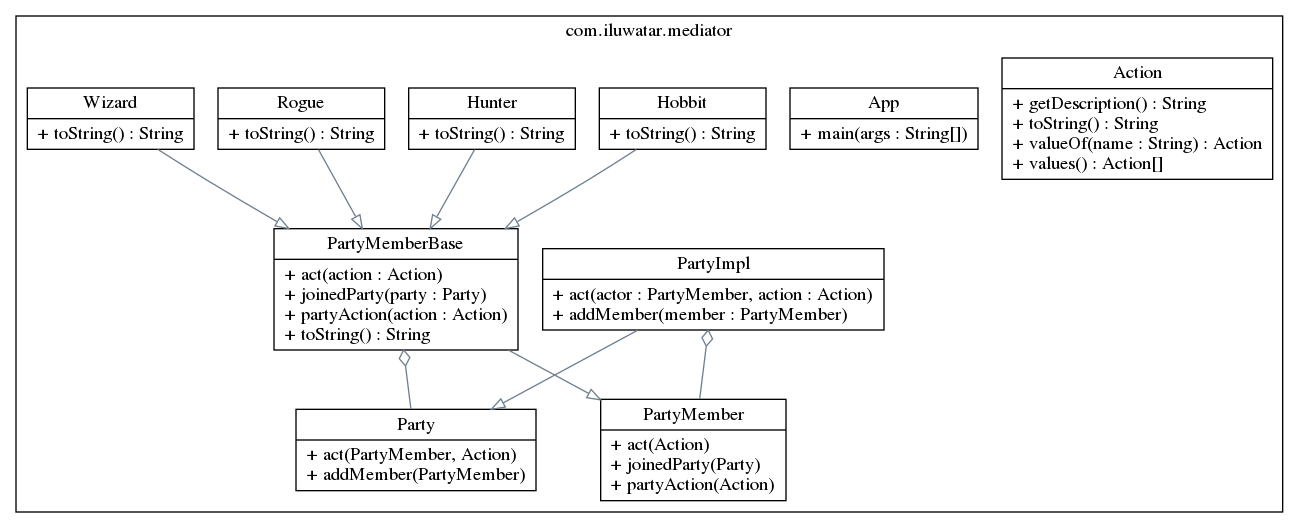 com.iluwatar.mediator
Wizard
+ toString() : String
Rogue
+ toString() : String
Hunter
+ toString() : String
Hobbit
+ toString() : String
App
+ main(args : String[])
Action
+ getDescription() : String
+ toString() : String
+ valueOf(name : String) : Action
+ values() : Action[]
PartyMemberBase
+ act(action : Action)
+ joinedParty(party : Party)
+ partyAction(action : Action)
+ toString() : String
PartyImpl
+ act(actor : PartyMember, action : Action)
+ addMember(member : PartyMember)
Party
+ act(PartyMember, Action)
+ addMember(PartyMember)
PartyMember
+ act(Action)
+ joinedParty(Party)
+ partyAction(Action)